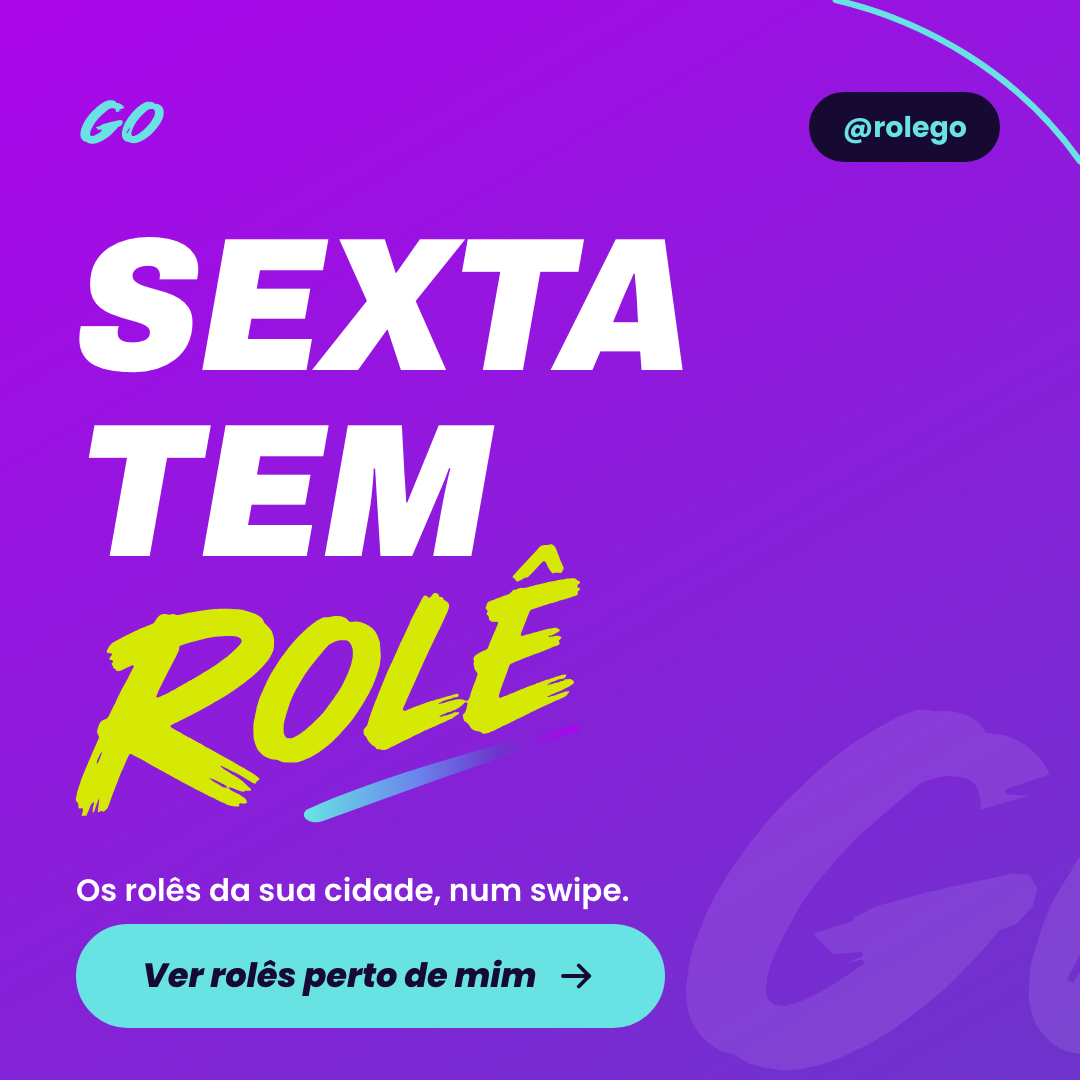 GO
@rolego
SEXTA
TEM
ROLÊ
Os rolês da sua cidade, num swipe.
Ver rolês perto de mim →
GO